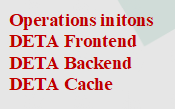 Operations initons
DETA Frontend
DETA Backend
DETA Cache